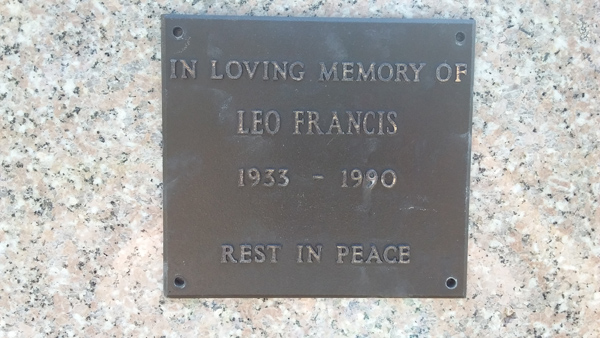 IN LOVING MEMORY OF
LEO FRANCIS
1933 - 1990
REST IN PEACE